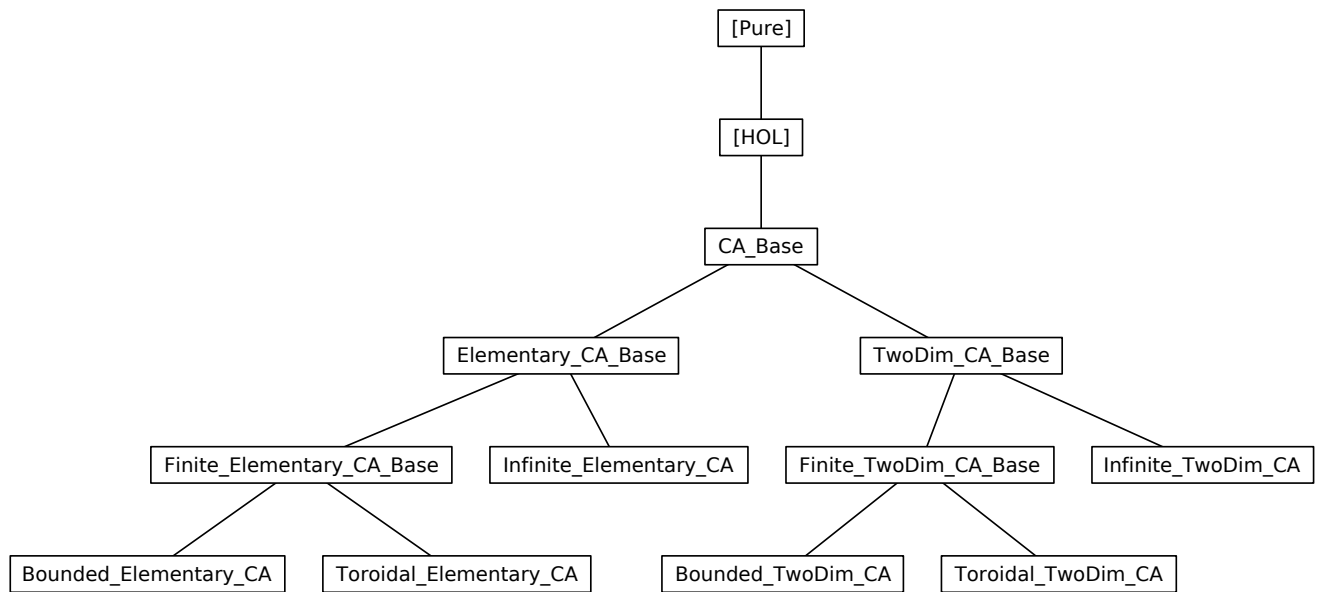 [Pure]
[HOL]
CA_Base
Elementary_CA_Base
TwoDim_CA_Base
Finite_Elementary_CA_Base
Infinite_Elementary_CA
Finite_TwoDim_CA_Base
Infinite_TwoDim_CA
Bounded_Elementary_CA
Toroidal_Elementary_CA
Bounded_TwoDim_CA
Toroidal_TwoDim_CA